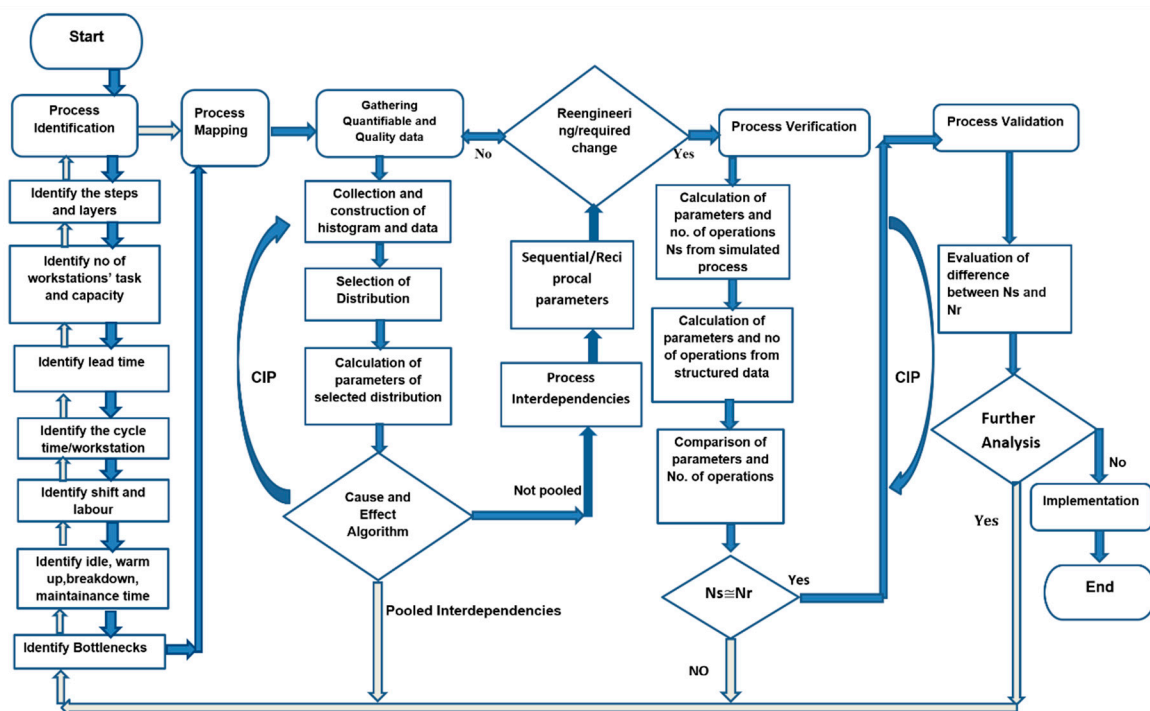 Start
Process
Identification
Identify the steps
and layers
Identify no of
workstations' task
and capacity
Identify lead time
Identify the cycle
time/workstation
Identify shift and
labour
Identify idle, warm
up,breakdown,
maintainance time
Identify Bottlenecks
Process
Mapping
Gathering
Quantifiable and
Quality data
Collection and
construction of
histogram and data
Selection of
Distribution
Calculation of
parameters of
selected distribution
CIP
Cause and
Effect
Algorithm
Pooled Interdependencies
Not pooled
Process
Interdependencies
Sequential/Reci
procal
parameters
Reengineeri
ng/required
change
No
Yes
Process Verification
Calculation of
parameters and
no. of operations
Ns from simulated
process
Calculation of
parameters and no
of operations from
structured data
Comparison of
parameters and
No. of operations
Ns≅Nr
Yes
NO
CIP
Process Validation
Evaluation of
difference
between Ns and
Nr
Further
Analysis
No
Yes
Implementation
End